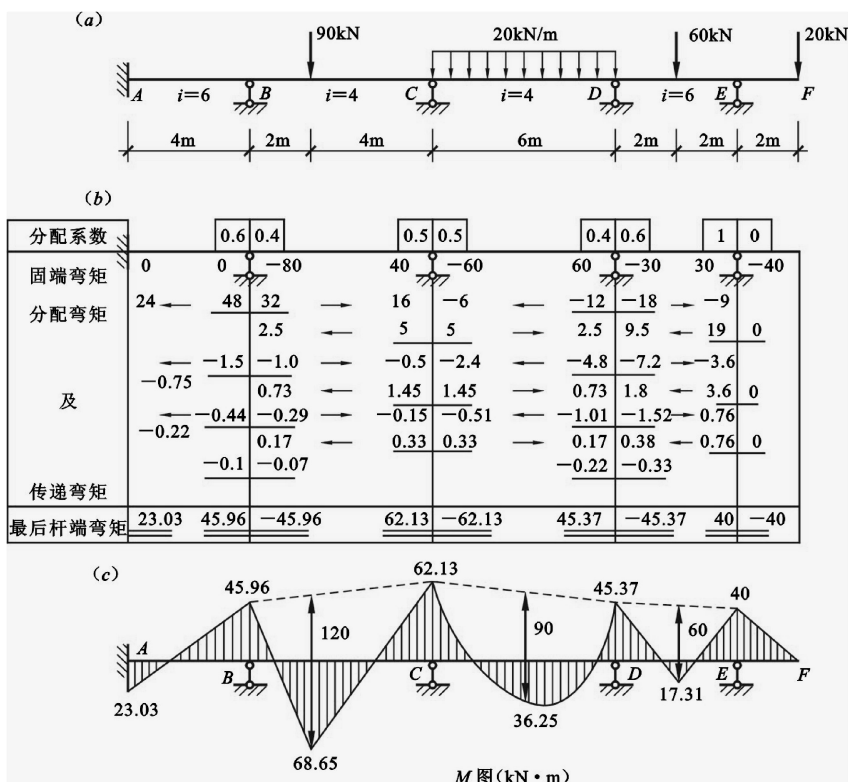 (a)
90kN 20kN/m 60kN 20kN
A i=6 B i=4 C i=4 D i=6 E F
4m 2m 4m 6m 2m 2m 2m
(b)
分配系数 0.6 0.4 0.5 0.5 0.4 0.6 1 0
固端弯矩 0 0 −80 40 −60 60 −30 30 −40
分配弯矩 24 48 32 16 −6 −12 −18 −9
2.5 5 5 2.5 9.5 19 0
−1.5 −1.0 −0.5 −2.4 −4.8 −7.2 −3.6
−0.75
及 0.73 1.45 1.45 0.73 1.8 3.6 0
−0.44 −0.29 −0.15 −0.51 −1.01 −1.52 0.76
−0.22
0.17 0.33 0.33 0.17 0.38 0.76 0
−0.1 −0.07 −0.22 −0.33
传递弯矩
最后杆端弯矩 23.03 45.96 −45.96 62.13 −62.13 45.37 −45.37 40 −40
(c)
45.96 62.13 45.37 40
120 90 60
A B C D E F
23.03 68.65 36.25 17.31
M 图(kN·m)